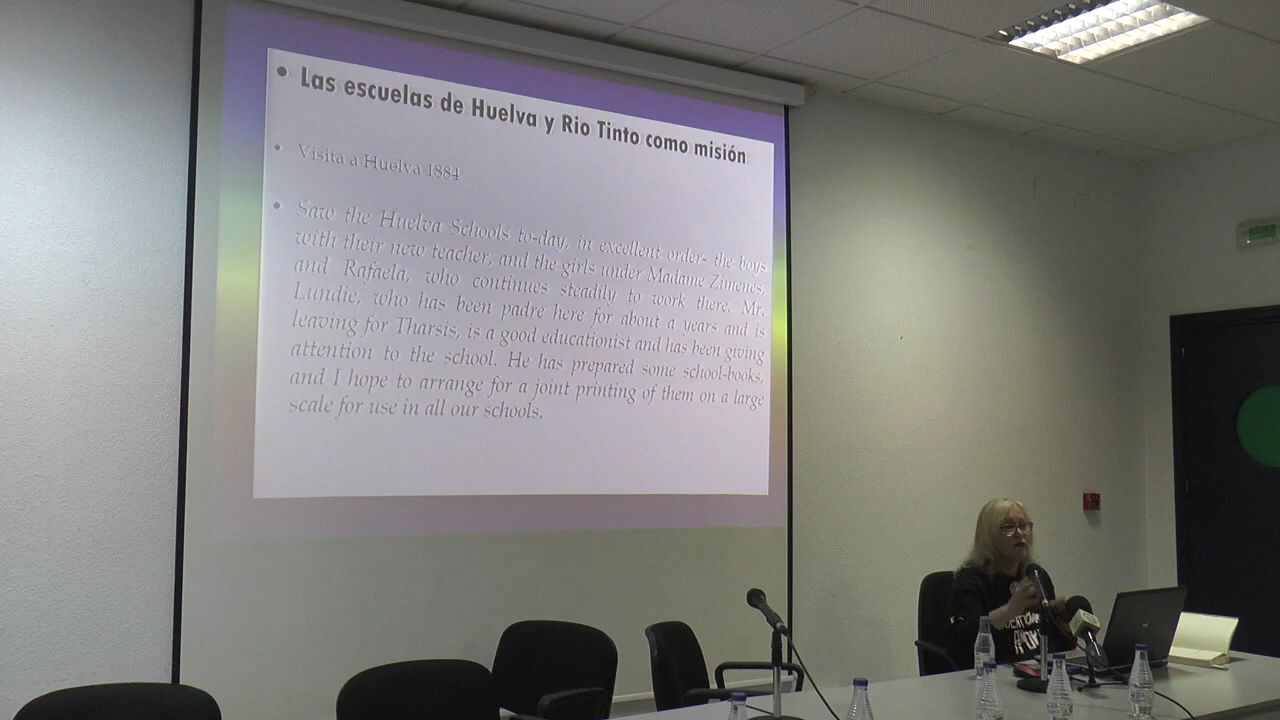 • Las escuelas de Huelva y Rio Tinto como misión
• Visita a Huelva 1884
• Saw the Huelva Schools to-day, in excellent order- the boys
with their new teacher, and the girls under Madame Zimenes,
and Rafaela, who continues steadily to work there. Mr.
Lundie, who has been padre here for about a years and is
leaving for Tharsis, is a good educationist and has been giving
attention to the school. He has prepared some school-books,
and I hope to arrange for a joint printing of them on a large
scale for use in all our schools.